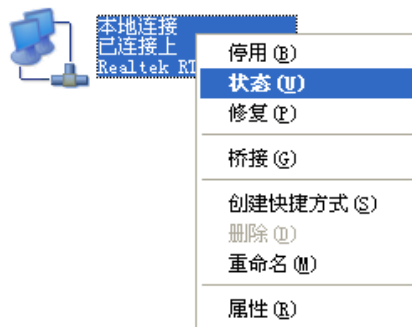 本地连接
已连接上
Realtek RT
停用(B)
状态(U)
修复(P)
桥接(G)
创建快捷方式(S)
删除(D)
重命名(M)
属性(R)